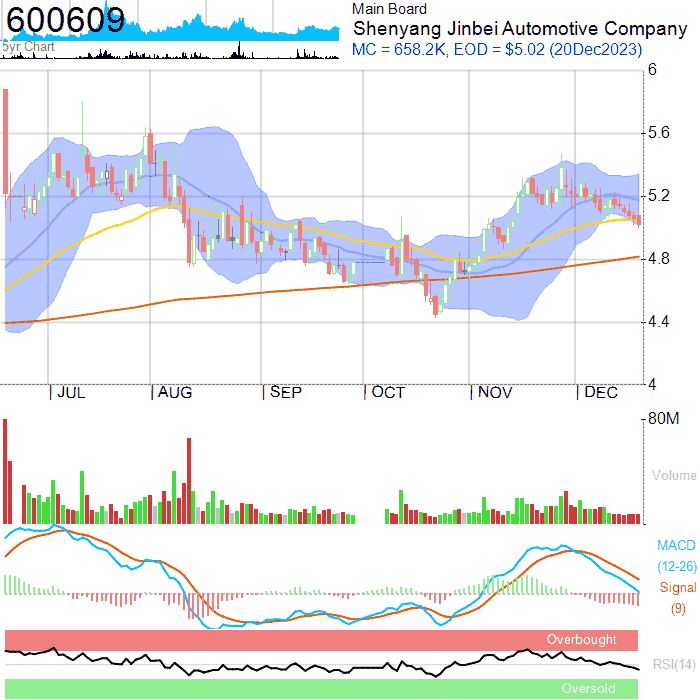 600609
5yr Chart
Main Board
Shenyang Jinbei Automotive Company
MC = 658.2K, EOD = $5.02 (20Dec2023)
6
5.6
5.2
4.8
4.4
4
JUL
AUG
SEP
OCT
NOV
DEC
80M
Volume
MACD
(12-26)
Signal
(9)
Overbought
RSI(14)
Oversold